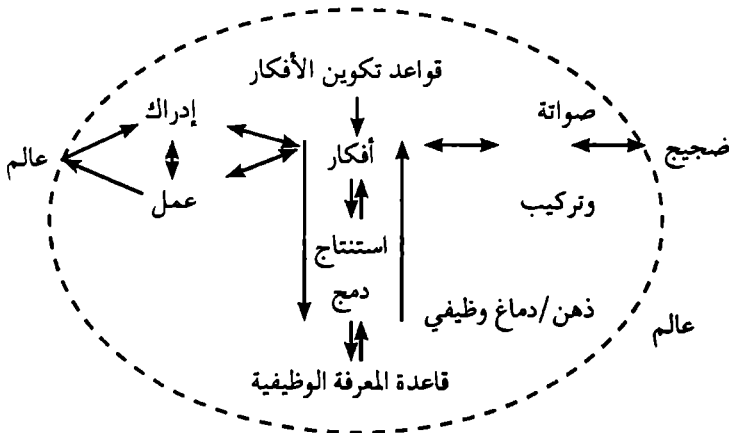 قواعد تكوين الأفكار
صواتة
إدراك
ضجيج
أفكار
عالم
عمل
وتركيب
استنتاج
دمج
ذهن/دماغ وظيفي
عالم
قاعدة المعرفة الوظيفية